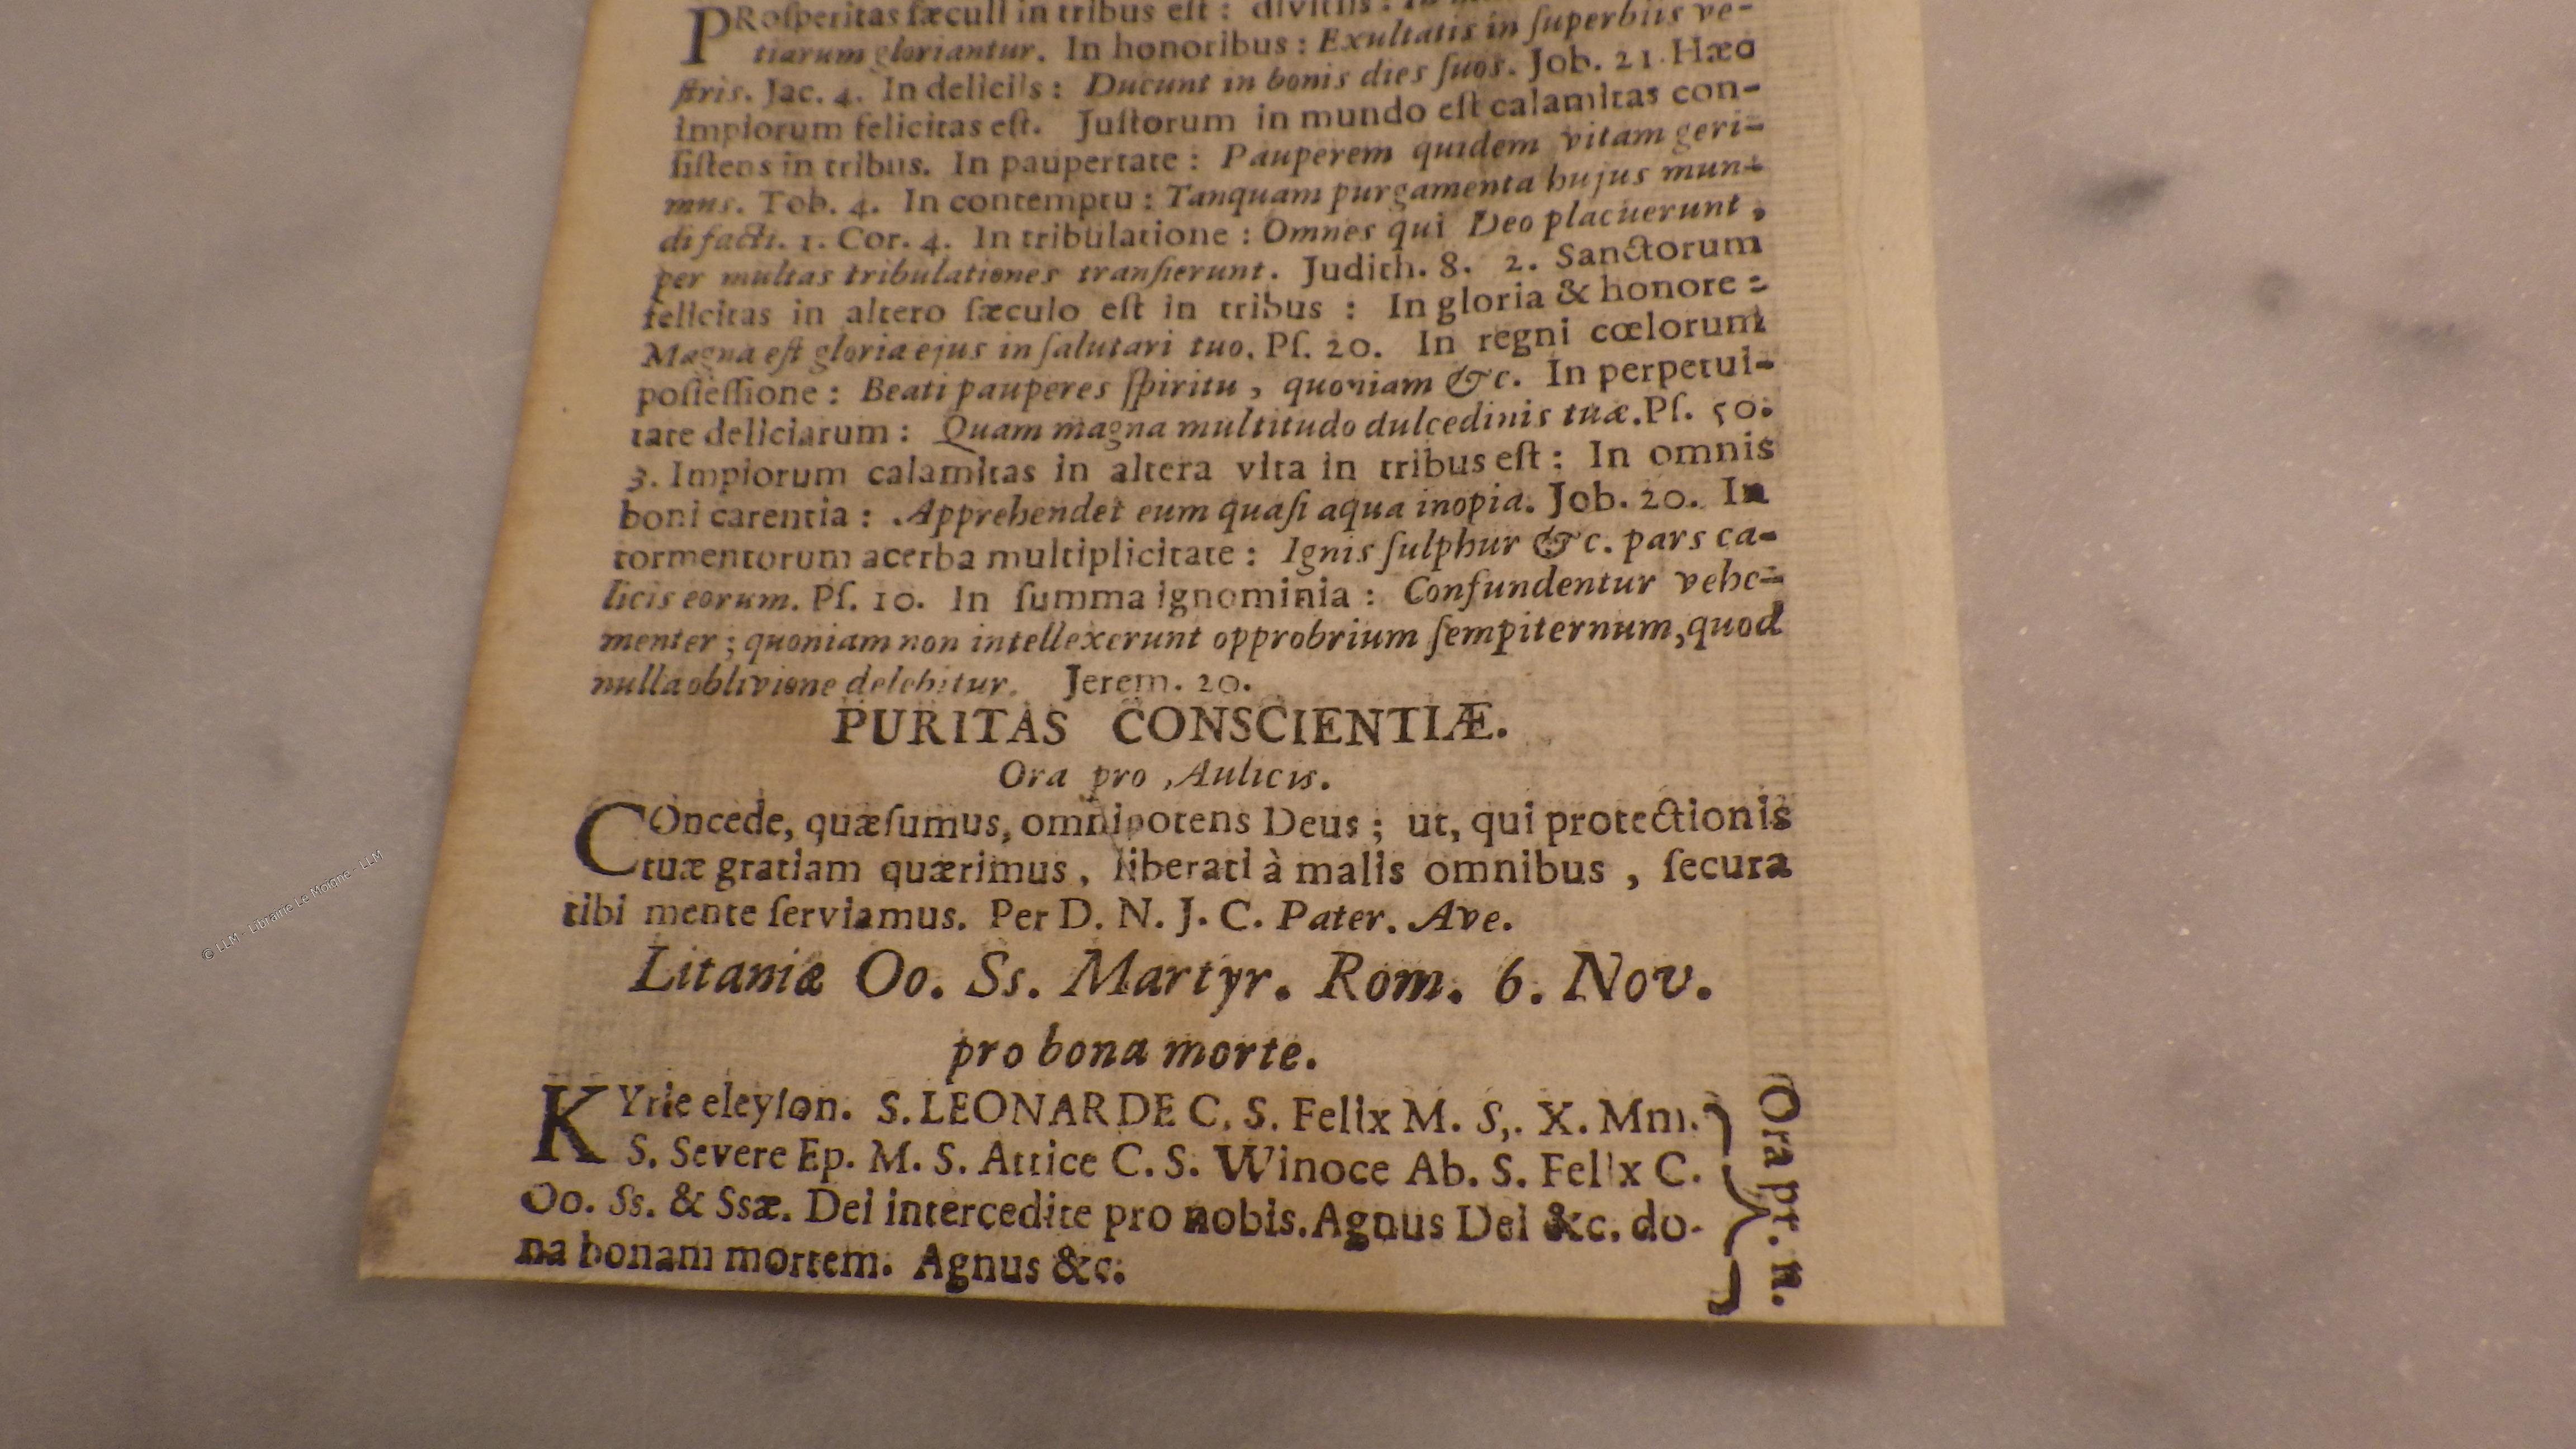 PRoſperitas ſæculi in tribus eſt : divitiis :
tiarum gloriantur. In honoribus : Exultatis in ſuperbiis ve-
ſtris. Jac. 4. In deliciis : Ducunt in bonis dies ſuos. Job. 21. Hæc
impiorum felicitas eſt. Juſtorum in mundo eſt calamitas con-
ſiſtens in tribus. In paupertate : Pauperem quidem vitam geri-
mus. Tob. 4. In contemptu : Tanquam purgamenta hujus mun-
di facti. 1. Cor. 4. In tribulatione : Omnes qui Deo placuerunt,
per multas tribulationes tranſierunt. Judith. 8. 2. Sanctorum
felicitas in altero ſæculo eſt in tribus : In gloria & honore :
Magna eſt gloria ejus in ſalutari tuo. Pſ. 20. In regni cœlorum
poſſeſſione : Beati pauperes ſpiritu, quoniam &c. In perpetui-
tate deliciarum : Quam magna multitudo dulcedinis tuæ. Pſ. 50.
3. Impiorum calamitas in altera vita in tribus eſt : In omnis
boni carentia : Apprehendet eum quaſi aqua inopia. Job. 20. In
tormentorum acerba multiplicitate : Ignis ſulphur &c. pars ca-
licis eorum. Pſ. 10. In ſumma ignominia : Confundentur vehe-
menter ; quoniam non intellexerunt opprobrium ſempiternum, quod
nulla oblivione delebitur. Jerem. 20.
PURITAS CONSCIENTIÆ.
Ora pro Aulicis.
COncede, quæſumus, omnipotens Deus ; ut, qui protectionis
tuæ gratiam quærimus, liberati à malis omnibus, ſecura
tibi mente ſerviamus. Per D. N. J. C. Pater. Ave.
Litaniæ Oo. Ss. Martyr. Rom. 6. Nov.
pro bona morte.
KYrie eleyſon. S. LEONARDE C. S. Felix M. S,. X. Mm.
S. Severe Ep. M. S. Attice C. S. Winoce Ab. S. Felix C.
Oo. Ss. & Ssæ. Dei intercedite pro nobis. Agnus Dei &c. do-
na bonam mortem. Agnus &c.
Ora pr. n.
© LLM - Librairie Le Moigne - LLM